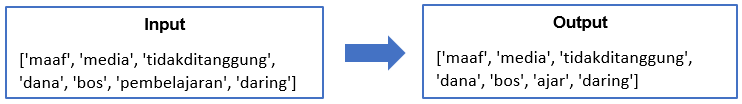 Input
['maaf', 'media', 'tidakditanggung',
'dana', 'bos', 'pembelajaran', 'daring']
Output
['maaf', 'media', 'tidakditanggung',
'dana', 'bos', 'ajar', 'daring']